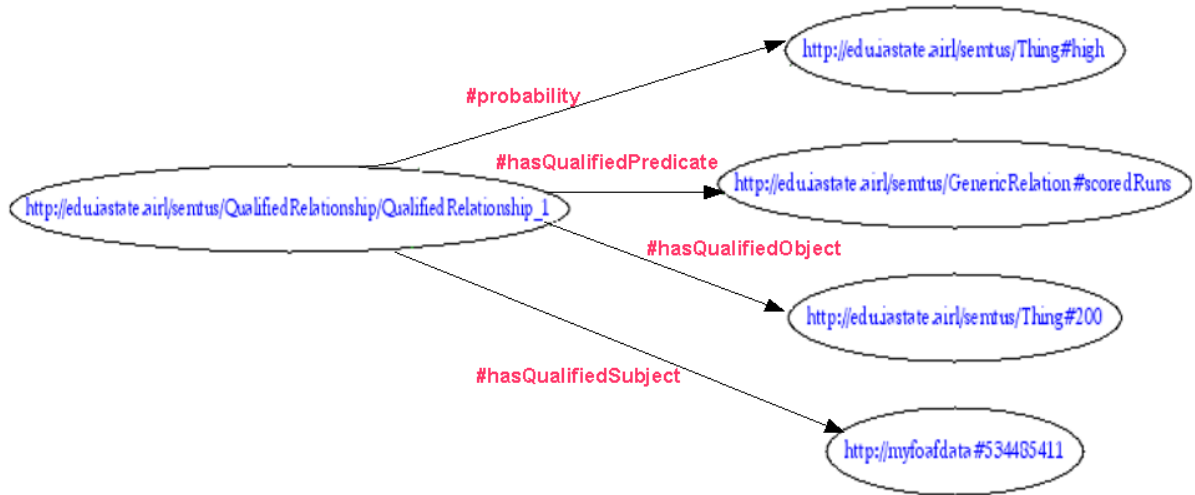 http://edu.iastate.airl/semtus/Thing#high
#probability
#hasQualifiedPredicate
http://edu.iastate.airl/semtus/GenericRelation#scoredRuns
http://edu.iastate.airl/semtus/QualifiedRelationship/QualifiedRelationship_1
#hasQualifiedObject
http://edu.iastate.airl/semtus/Thing#200
#hasQualifiedSubject
http://myfoafdata#534485411